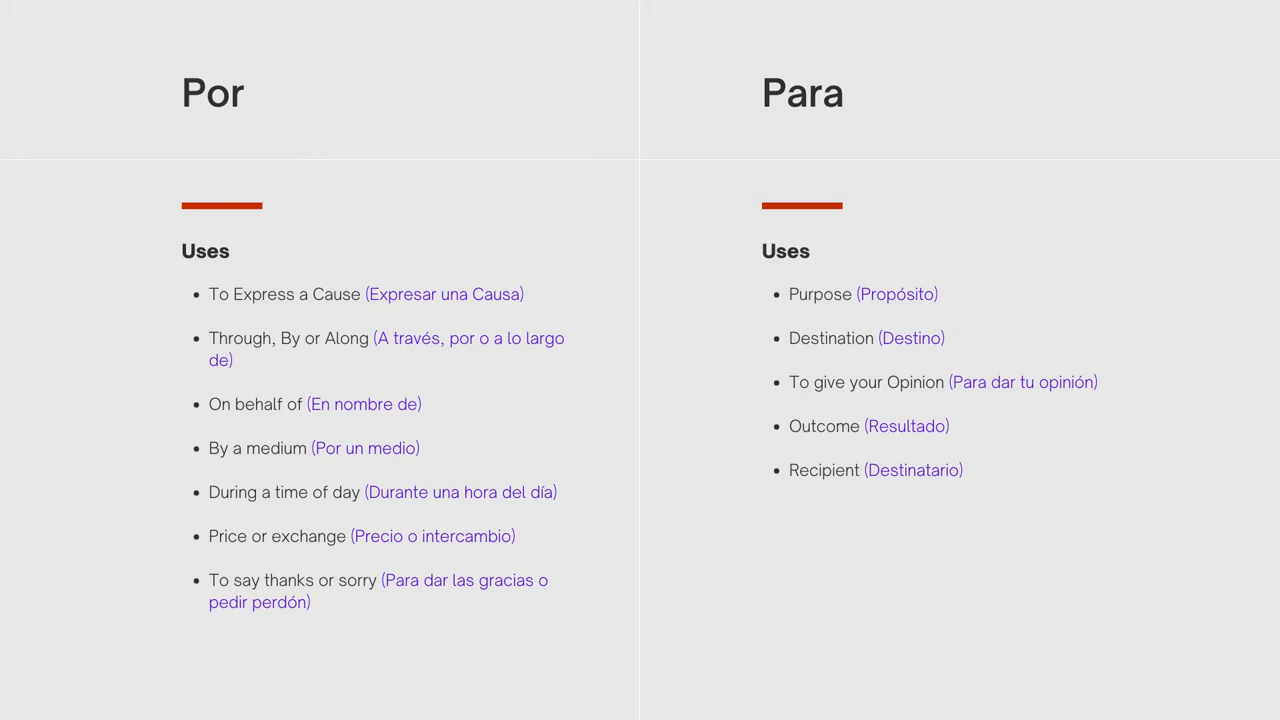 Por
Uses
To Express a Cause (Expresar una Causa)
Through, By or Along (A través, por o a lo largo
de)
On behalf of (En nombre de)
By a medium (Por un medio)
During a time of day (Durante una hora del día)
Price or exchange (Precio o intercambio)
To say thanks or sorry (Para dar las gracias o
pedir perdón)
Para
Uses
Purpose (Propósito)
Destination (Destino)
To give your Opinion (Para dar tu opinión)
Outcome (Resultado)
Recipient (Destinatario)